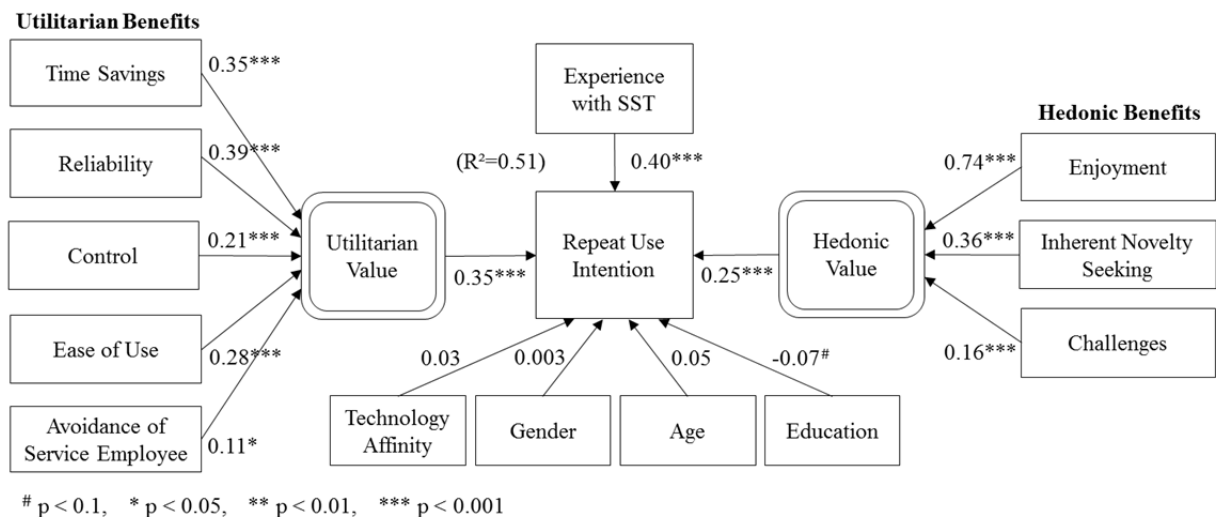 Utilitarian Benefits
Time Savings
0.35***
Reliability
0.39***
Control
0.21***
Ease of Use
0.28***
Avoidance of
Service Employee
0.11*
Utilitarian
Value
0.35***
Experience
with SST
(R²=0.51)
0.40***
Repeat Use
Intention
0.25***
Hedonic
Value
Hedonic Benefits
0.74***
Enjoyment
0.36***
Inherent Novelty
Seeking
0.16***
Challenges
0.03
0.003
0.05
-0.07#
Technology
Affinity
Gender
Age
Education
# p < 0.1, * p < 0.05, ** p < 0.01, *** p < 0.001